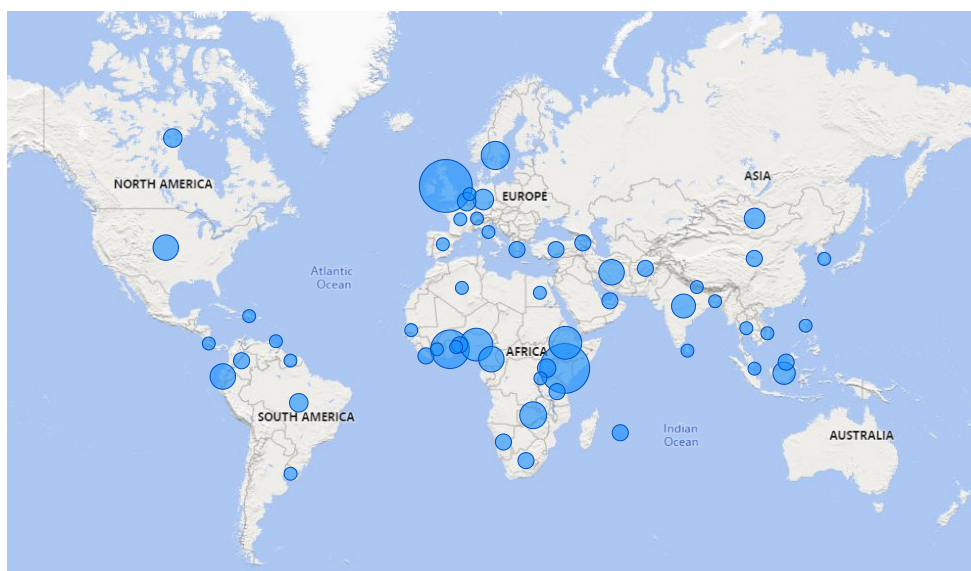 NORTH AMERICA
EUROPE
ASIA
Atlantic
Ocean
AFRICA
SOUTH AMERICA
Indian
Ocean
AUSTRALIA